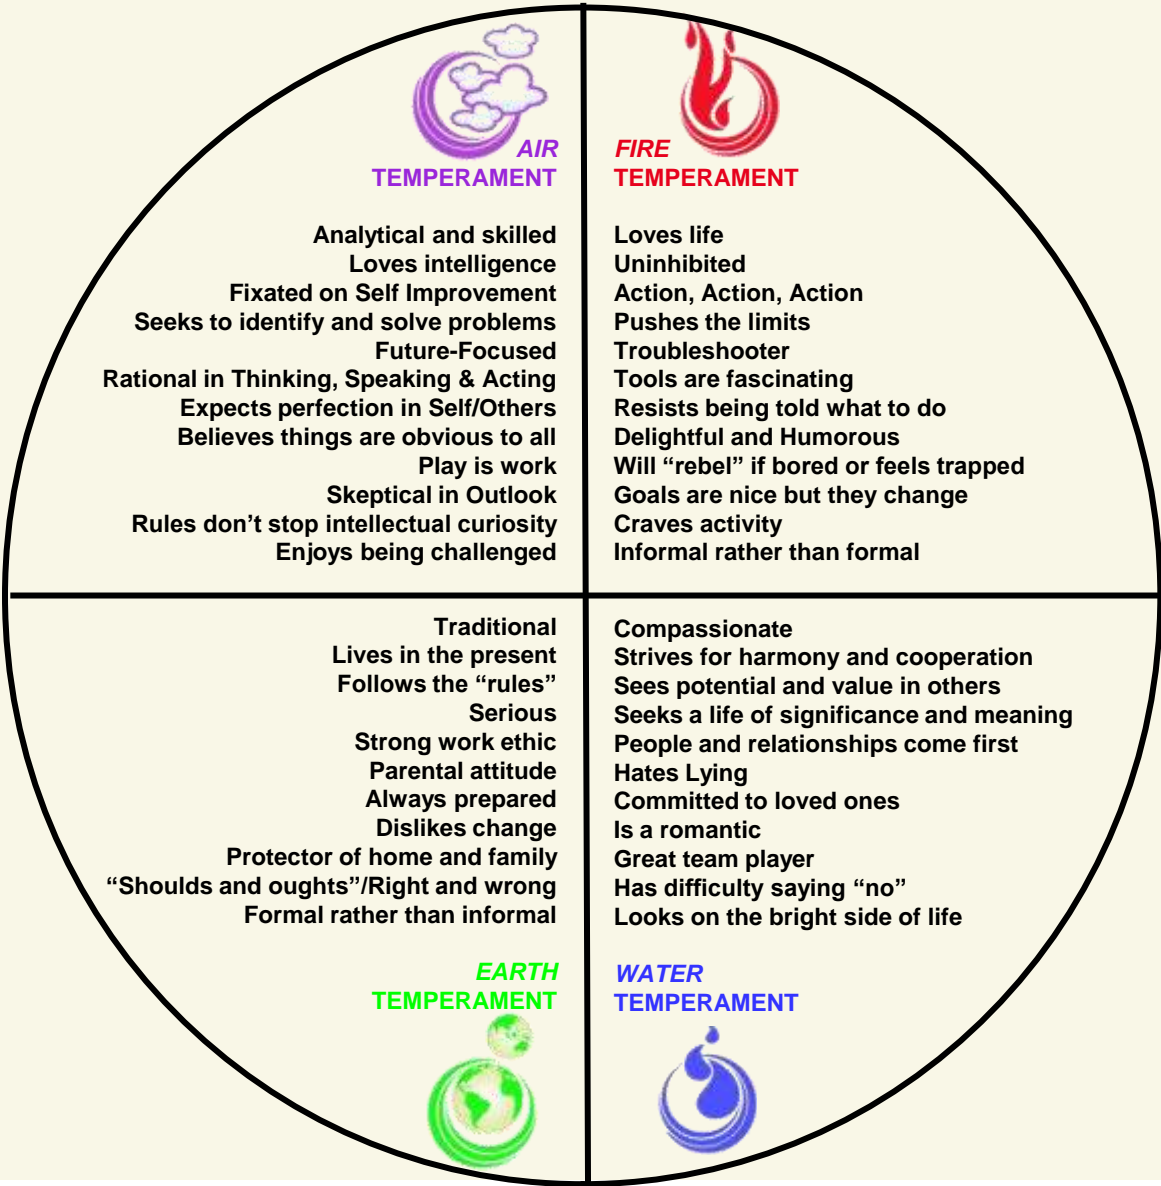 AIR
TEMPERAMENT
Analytical and skilled
Loves intelligence
Fixated on Self Improvement
Seeks to identify and solve problems
Future-Focused
Rational in Thinking, Speaking & Acting
Expects perfection in Self/Others
Believes things are obvious to all
Play is work
Skeptical in Outlook
Rules don’t stop intellectual curiosity
Enjoys being challenged
FIRE
TEMPERAMENT
Loves life
Uninhibited
Action, Action, Action
Pushes the limits
Troubleshooter
Tools are fascinating
Resists being told what to do
Delightful and Humorous
Will “rebel” if bored or feels trapped
Goals are nice but they change
Craves activity
Informal rather than formal
Traditional
Lives in the present
Follows the “rules”
Serious
Strong work ethic
Parental attitude
Always prepared
Dislikes change
Protector of home and family
“Shoulds and oughts”/Right and wrong
Formal rather than informal
EARTH
TEMPERAMENT
Compassionate
Strives for harmony and cooperation
Sees potential and value in others
Seeks a life of significance and meaning
People and relationships come first
Hates Lying
Committed to loved ones
Is a romantic
Great team player
Has difficulty saying “no”
Looks on the bright side of life
WATER
TEMPERAMENT